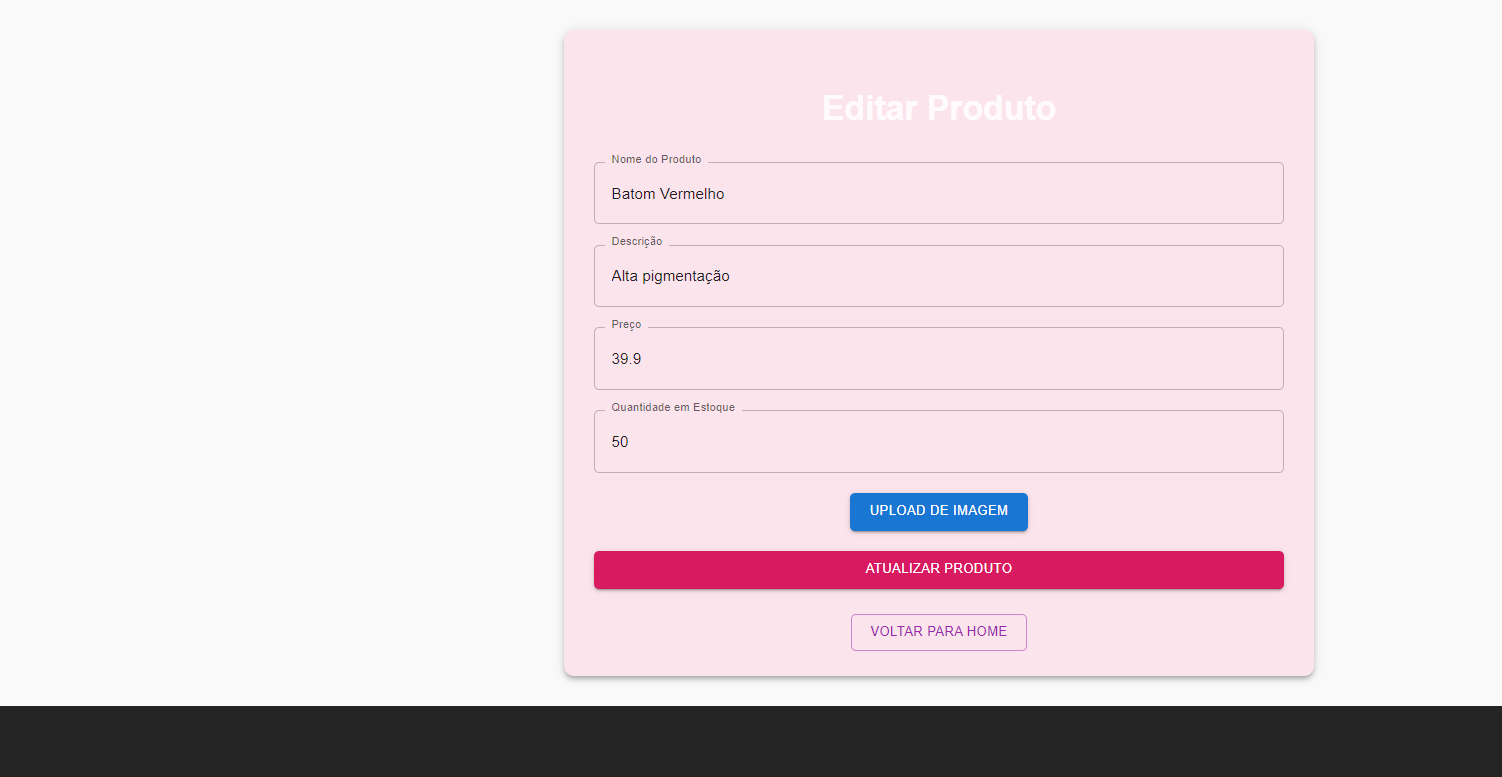 Editar Produto
Nome do Produto
Batom Vermelho
Descrição
Alta pigmentação
Preço
39.9
Quantidade em Estoque
50
UPLOAD DE IMAGEM
ATUALIZAR PRODUTO
VOLTAR PARA HOME